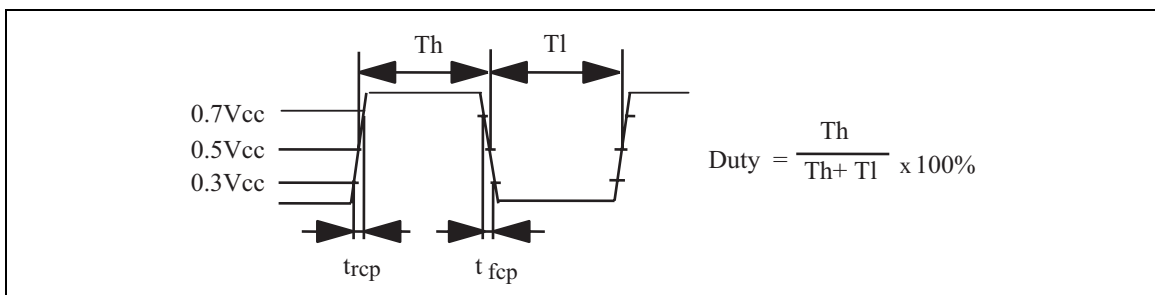 Th Tl
0.7Vcc
0.5Vcc
0.3Vcc
Duty = Th
Th+ Tl x 100%
trcp t fcp